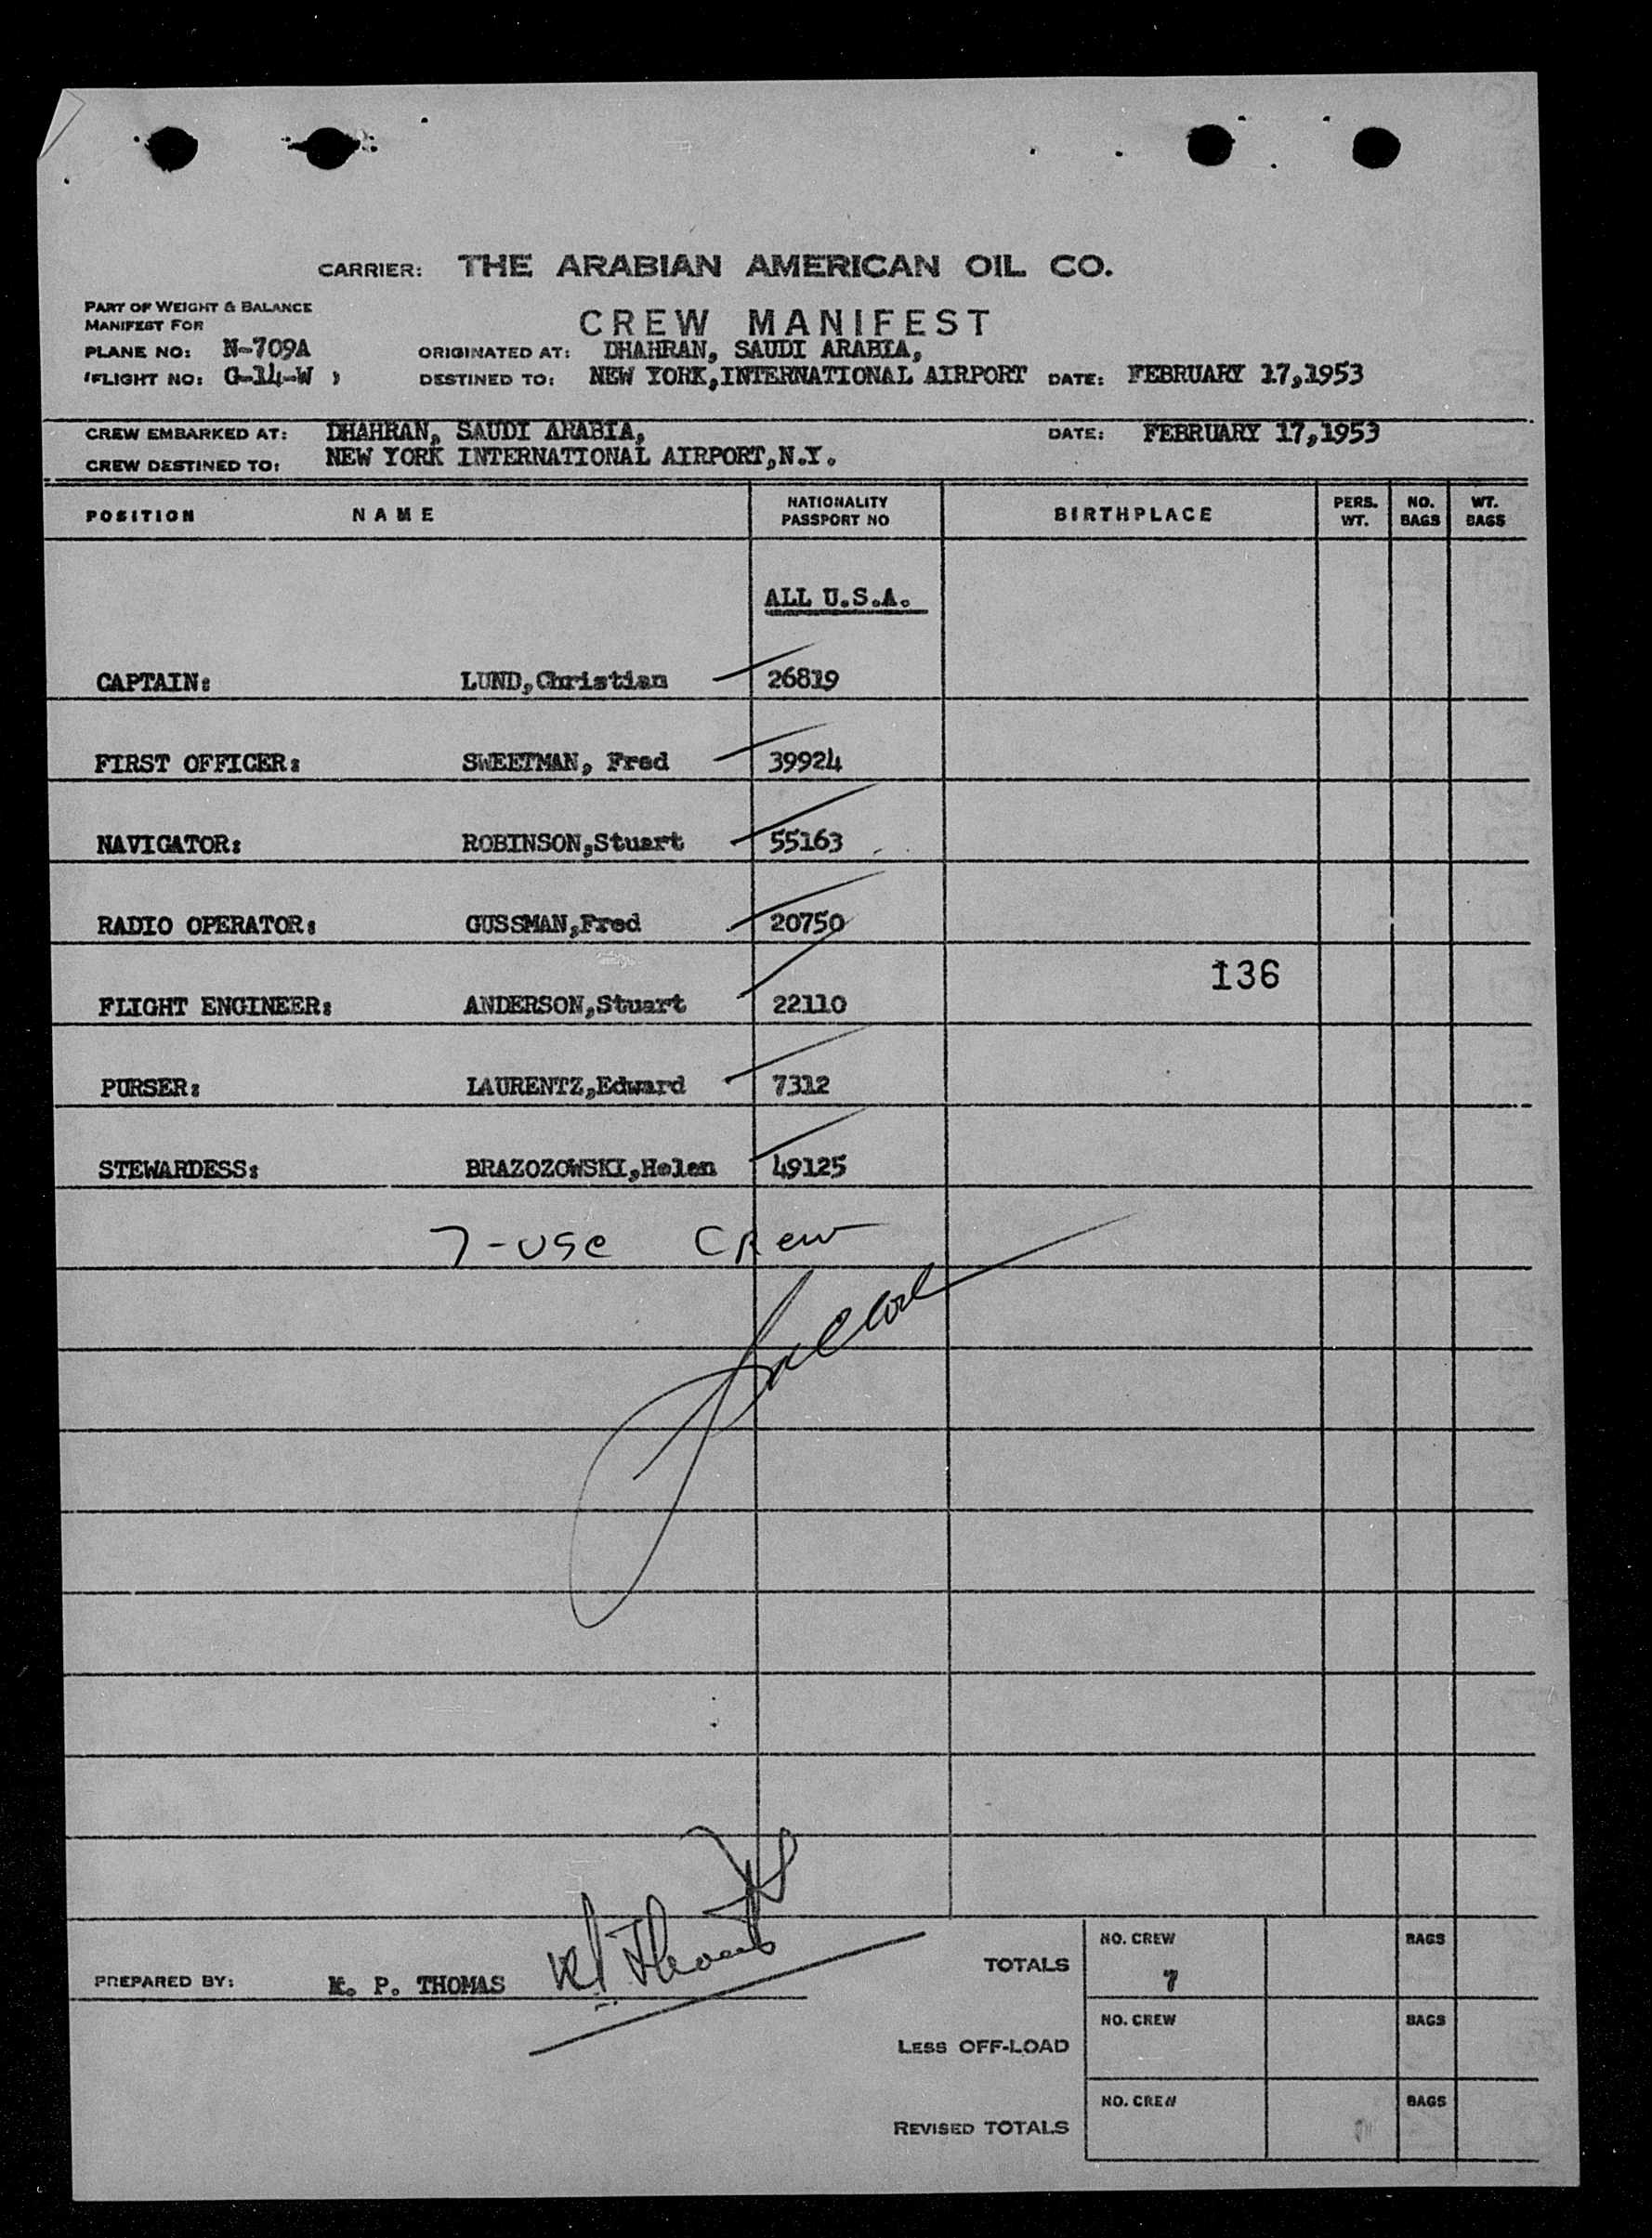 CARRIER: THE ARABIAN AMERICAN OIL CO.
PART OF WEIGHT & BALANCE
MANIFEST FOR
CREW MANIFEST
PLANE NO: N-709A ORIGINATED AT: DHAHRAN, SAUDI ARABIA,
(FLIGHT NO: G-14-W ) DESTINED TO: NEW YORK,INTERNATIONAL AIRPORT DATE: FEBRUARY 17,1953
CREW EMBARKED AT: DHAHRAN, SAUDI ARABIA, DATE: FEBRUARY 17,1953
CREW DESTINED TO: NEW YORK INTERNATIONAL AIRPORT,N.Y.
POSITION NAME NATIONALITY PASSPORT NO BIRTHPLACE PERS. WT. NO. BAGS WT. BAGS
ALL U.S.A.
CAPTAIN: LUND,Christian 26819
FIRST OFFICER: SWEETMAN, Fred 39924
NAVIGATOR: ROBINSON,Stuart 55163
RADIO OPERATOR: GUSSMAN,Fred 20750
136
FLIGHT ENGINEER: ANDERSON,Stuart 22110
PURSER: LAURENTZ,Edward 7312
STEWARDESS: BRAZOZOWSKI,Helen 49125
7-USC CRew
NO. CREW BAGS
TOTALS 7
PREPARED BY: K. P. THOMAS
NO. CREW BAGS
LESS OFF-LOAD
NO. CREW BAGS
REVISED TOTALS